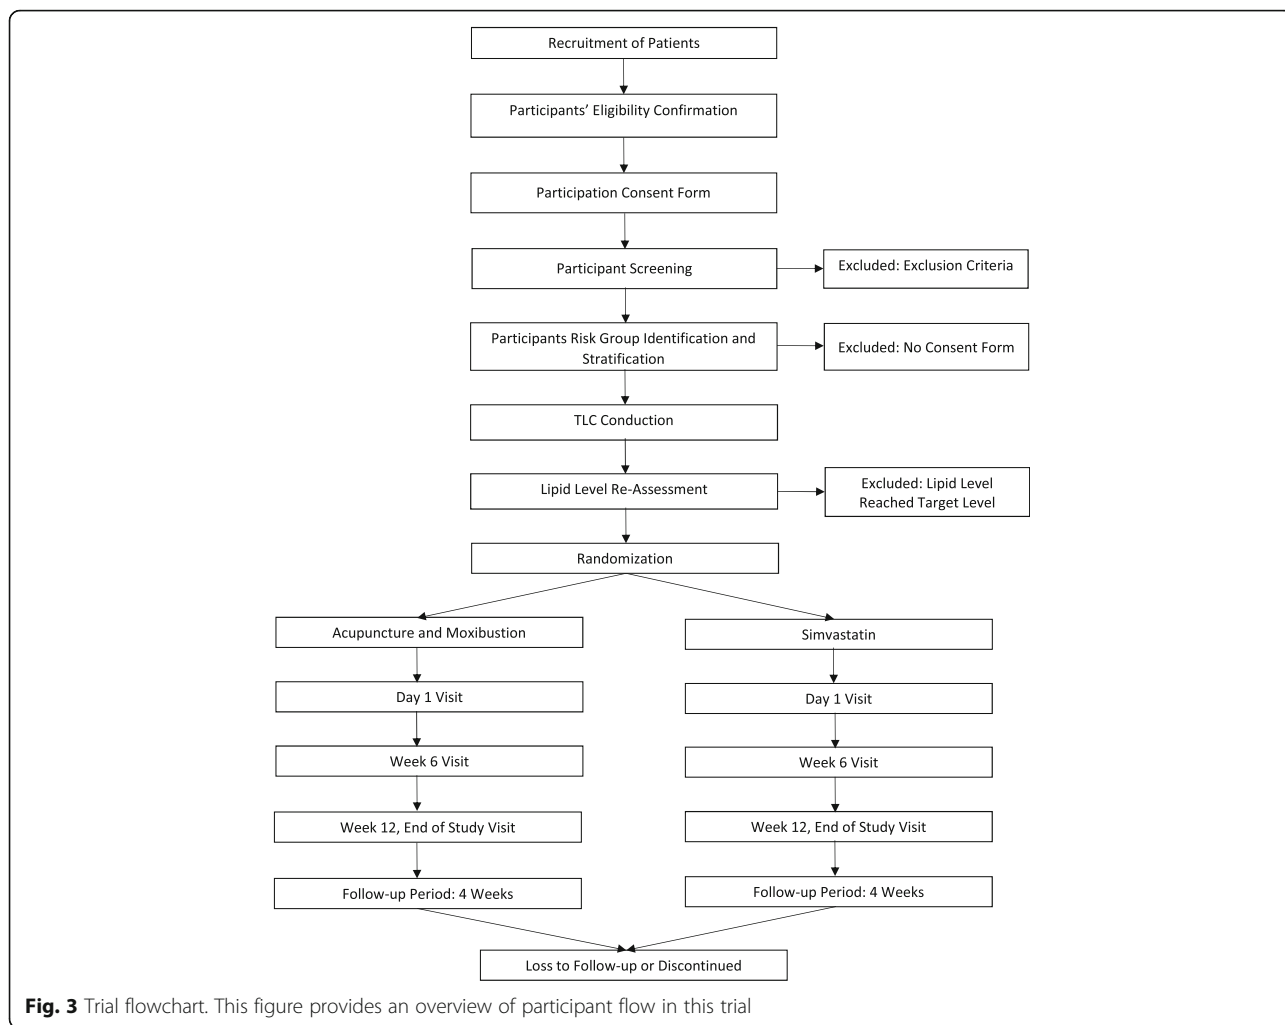 Recruitment of Patients
Participants’ Eligibility Confirmation
Participation Consent Form
Participant Screening
Excluded: Exclusion Criteria
Participants Risk Group Identification and
Stratification
Excluded: No Consent Form
TLC Conduction
Lipid Level Re-Assessment
Excluded: Lipid Level
Reached Target Level
Randomization
Acupuncture and Moxibustion
Simvastatin
Day 1 Visit
Day 1 Visit
Week 6 Visit
Week 6 Visit
Week 12, End of Study Visit
Week 12, End of Study Visit
Follow-up Period: 4 Weeks
Follow-up Period: 4 Weeks
Loss to Follow-up or Discontinued
Fig. 3 Trial flowchart. This figure provides an overview of participant flow in this trial